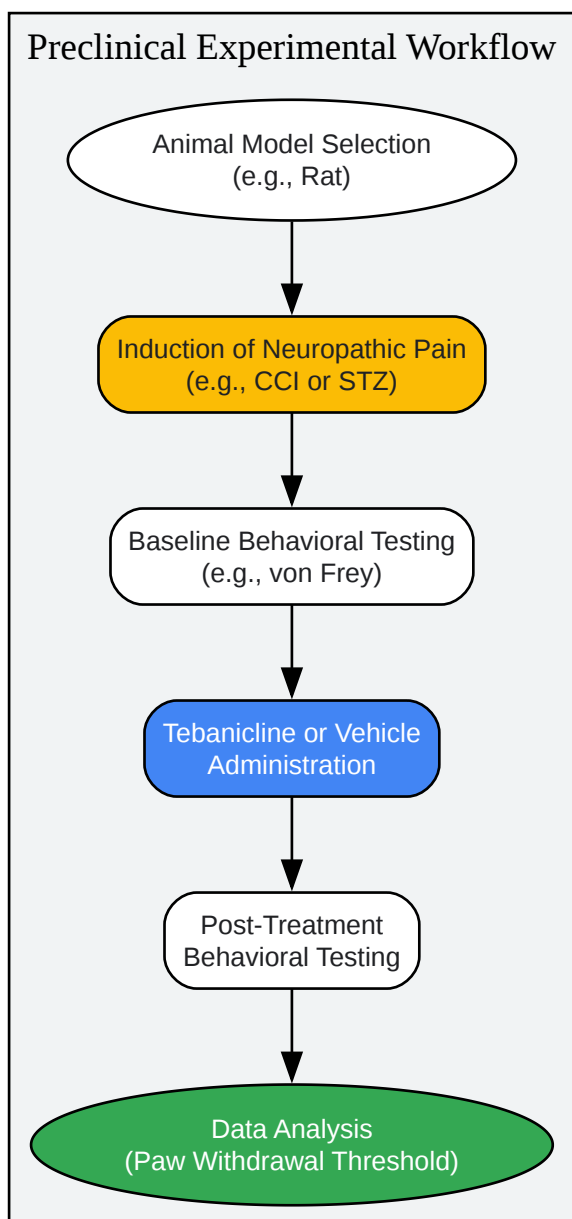 Preclinical Experimental Workflow
Animal Model Selection
(e.g., Rat)
Induction of Neuropathic Pain
(e.g., CCI or STZ)
Baseline Behavioral Testing
(e.g., von Frey)
Tebanicline or Vehicle
Administration
Post-Treatment
Behavioral Testing
Data Analysis
(Paw Withdrawal Threshold)